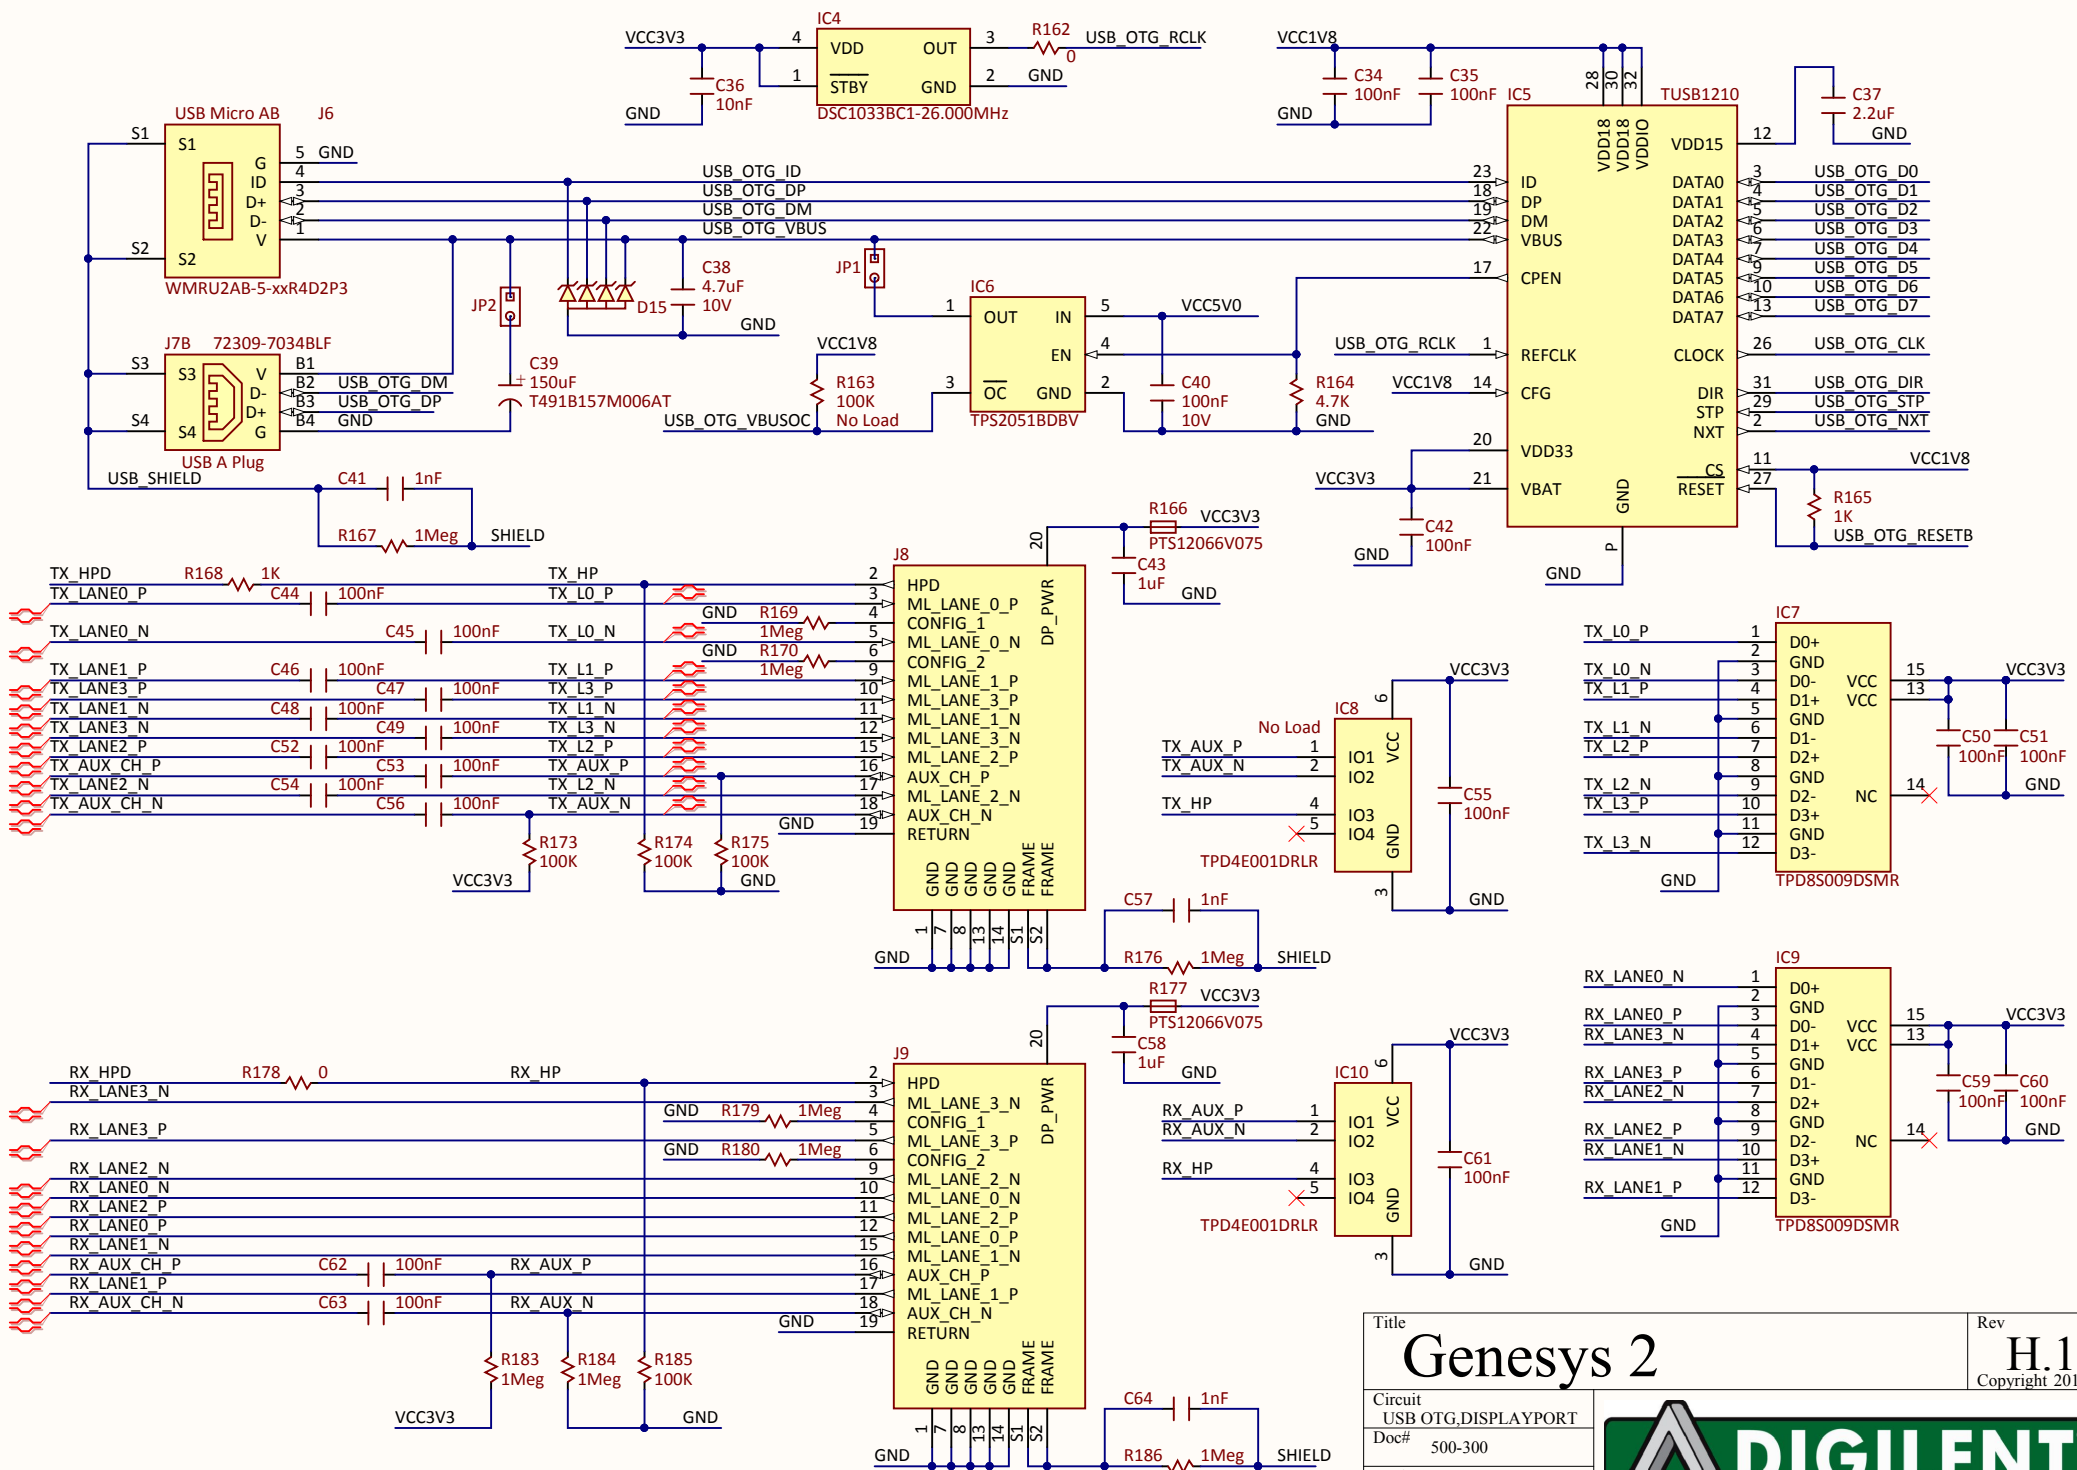 IC4
VCC3V3
4
VDD
OUT
3
R162
0
USB_OTG_RCLK
1
STBY
GND
2
GND
C36
10nF
GND
DSC1033BC1-26.000MHz
VCC1V8
C34
100nF
C35
100nF
GND
28
30
32
IC5
TUSB1210
VDD18
VDD18
VDDIO
VDD15
12
C37
2.2uF
GND
23
ID
18
DP
19
DM
22
VBUS
17
CPEN
USB_OTG_RCLK
1
REFCLK
VCC1V8
14
CFG
20
VDD33
VCC3V3
21
VBAT
C42
100nF
GND
GND
P
GND
DATA0
3
USB_OTG_D0
DATA1
4
USB_OTG_D1
DATA2
5
USB_OTG_D2
DATA3
6
USB_OTG_D3
DATA4
7
USB_OTG_D4
DATA5
9
USB_OTG_D5
DATA6
10
USB_OTG_D6
DATA7
13
USB_OTG_D7
CLOCK
26
USB_OTG_CLK
DIR
31
USB_OTG_DIR
STP
29
USB_OTG_STP
NXT
2
USB_OTG_NXT
CS
11
VCC1V8
RESET
27
R165
1K
USB_OTG_RESETB
USB Micro AB
J6
S1
S1
G
5
GND
ID
4
USB_OTG_ID
D+
3
USB_OTG_DP
D-
2
USB_OTG_DM
V
1
USB_OTG_VBUS
S2
S2
WMRU2AB-5-xxR4D2P3
J7B
72309-7034BLF
S3
S3
V
B1
D-
B2
USB_OTG_DM
D+
B3
USB_OTG_DP
G
B4
GND
S4
S4
USB A Plug
USB_SHIELD
JP2
D15
C38
4.7uF
10V
GND
C39
+
150uF
T491B157M006AT
JP1
IC6
1
OUT
IN
5
VCC5V0
EN
4
3
OC
GND
2
TPS2051BDBV
VCC1V8
R163
100K
No Load
USB_OTG_VBUSOC
C40
100nF
10V
R164
4.7K
GND
C41
1nF
R167
1Meg
SHIELD
R166
VCC3V3
PTS12066V075
C43
1uF
GND
J8
20
DP_PWR
TX_HPD
R168
1K
TX_HP
2
HPD
TX_LANE0_P
C44
100nF
TX_L0_P
3
ML_LANE_0_P
GND
R169
1Meg
4
CONFIG_1
TX_LANE0_N
C45
100nF
TX_L0_N
5
ML_LANE_0_N
GND
R170
1Meg
6
CONFIG_2
TX_LANE1_P
C46
100nF
TX_L1_P
9
ML_LANE_1_P
TX_LANE3_P
C47
100nF
TX_L3_P
10
ML_LANE_3_P
TX_LANE1_N
C48
100nF
TX_L1_N
11
ML_LANE_1_N
TX_LANE3_N
C49
100nF
TX_L3_N
12
ML_LANE_3_N
TX_LANE2_P
C52
100nF
TX_L2_P
15
ML_LANE_2_P
TX_AUX_CH_P
C53
100nF
TX_AUX_P
16
AUX_CH_P
TX_LANE2_N
C54
100nF
TX_L2_N
17
ML_LANE_2_N
TX_AUX_CH_N
C56
100nF
TX_AUX_N
18
AUX_CH_N
GND
19
RETURN
R173
100K
VCC3V3
R174
100K
R175
100K
GND
GND
GND
GND
GND
GND
FRAME
FRAME
1
7
8
13
14
S1
S2
GND
C57
1nF
R176
1Meg
SHIELD
No Load
IC8
VCC3V3
6
TX_AUX_P
1
IO1
TX_AUX_N
2
IO2
TX_HP
4
IO3
5
IO4
VCC
GND
3
TPD4E001DRLR
C55
100nF
GND
IC7
TX_L0_P
1
D0+
2
GND
TX_L0_N
3
D0-
TX_L1_P
4
D1+
5
GND
TX_L1_N
6
D1-
TX_L2_P
7
D2+
8
GND
TX_L2_N
9
D2-
TX_L3_P
10
D3+
11
GND
TX_L3_N
12
D3-
VCC
15
VCC3V3
VCC
13
C50
100nF
C51
100nF
NC
14
GND
GND
TPD8S009DSMR
R177
VCC3V3
PTS12066V075
C58
1uF
GND
J9
20
DP_PWR
RX_HPD
R178
0
RX_HP
2
HPD
RX_LANE3_N
3
ML_LANE_3_N
GND
R179
1Meg
4
CONFIG_1
RX_LANE3_P
5
ML_LANE_3_P
GND
R180
1Meg
6
CONFIG_2
RX_LANE2_N
9
ML_LANE_2_N
RX_LANE0_N
10
ML_LANE_0_N
RX_LANE2_P
11
ML_LANE_2_P
RX_LANE0_P
12
ML_LANE_0_P
RX_LANE1_N
15
ML_LANE_1_N
RX_AUX_CH_P
C62
100nF
RX_AUX_P
16
AUX_CH_P
RX_LANE1_P
17
ML_LANE_1_P
RX_AUX_CH_N
C63
100nF
RX_AUX_N
18
AUX_CH_N
GND
19
RETURN
R183
1Meg
VCC3V3
R184
1Meg
R185
100K
GND
GND
GND
GND
GND
GND
FRAME
FRAME
1
7
8
13
14
S1
S2
GND
C64
1nF
R186
1Meg
SHIELD
IC10
VCC3V3
6
RX_AUX_P
1
IO1
RX_AUX_N
2
IO2
RX_HP
4
IO3
5
IO4
VCC
GND
3
TPD4E001DRLR
C61
100nF
GND
IC9
RX_LANE0_N
1
D0+
2
GND
RX_LANE0_P
3
D0-
RX_LANE3_N
4
D1+
5
GND
RX_LANE3_P
6
D1-
RX_LANE2_N
7
D2+
8
GND
RX_LANE2_P
9
D2-
RX_LANE1_N
10
D3+
11
GND
RX_LANE1_P
12
D3-
VCC
15
VCC3V3
VCC
13
C59
100nF
C60
100nF
NC
14
GND
GND
TPD8S009DSMR
Title
Genesys 2
Rev
H.1
Copyright 201
Circuit
USB OTG,DISPLAYPORT
Doc#
500-300
DIGILENT